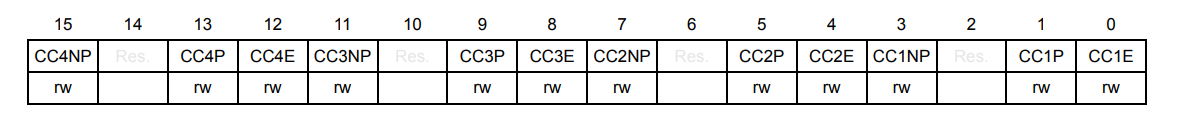 15 14 13 12 11 10 9 8 7 6 5 4 3 2 1 0
CC4NP Res. CC4P CC4E CC3NP Res. CC3P CC3E CC2NP Res. CC2P CC2E CC1NP Res. CC1P CC1E
rw rw rw rw rw rw rw rw rw rw rw rw